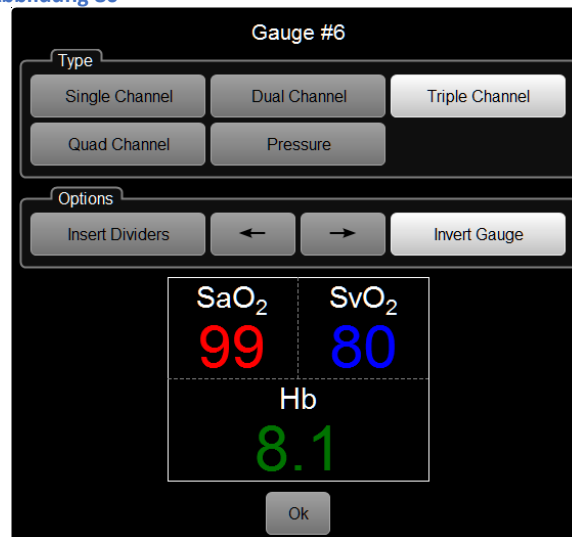 Gauge #6
Type
Single Channel Dual Channel Triple Channel
Quad Channel Pressure
Options
Insert Dividers ← → Invert Gauge
SaO₂ SvO₂
99 80
Hb
8.1
Ok